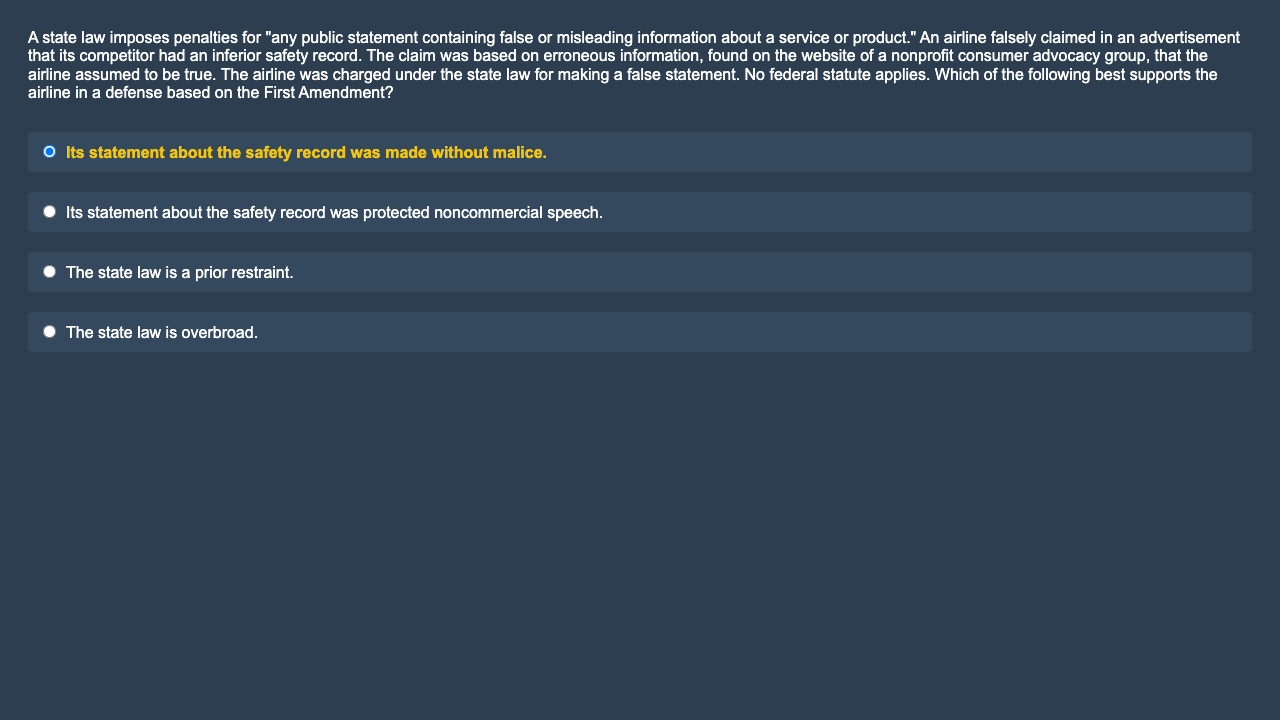 A state law imposes penalties for "any public statement containing false or misleading information about a service or product." An airline falsely claimed in an advertisement
that its competitor had an inferior safety record. The claim was based on erroneous information, found on the website of a nonprofit consumer advocacy group, that the
airline assumed to be true. The airline was charged under the state law for making a false statement. No federal statute applies. Which of the following best supports the
airline in a defense based on the First Amendment?
Its statement about the safety record was made without malice.
Its statement about the safety record was protected noncommercial speech.
The state law is a prior restraint.
The state law is overbroad.